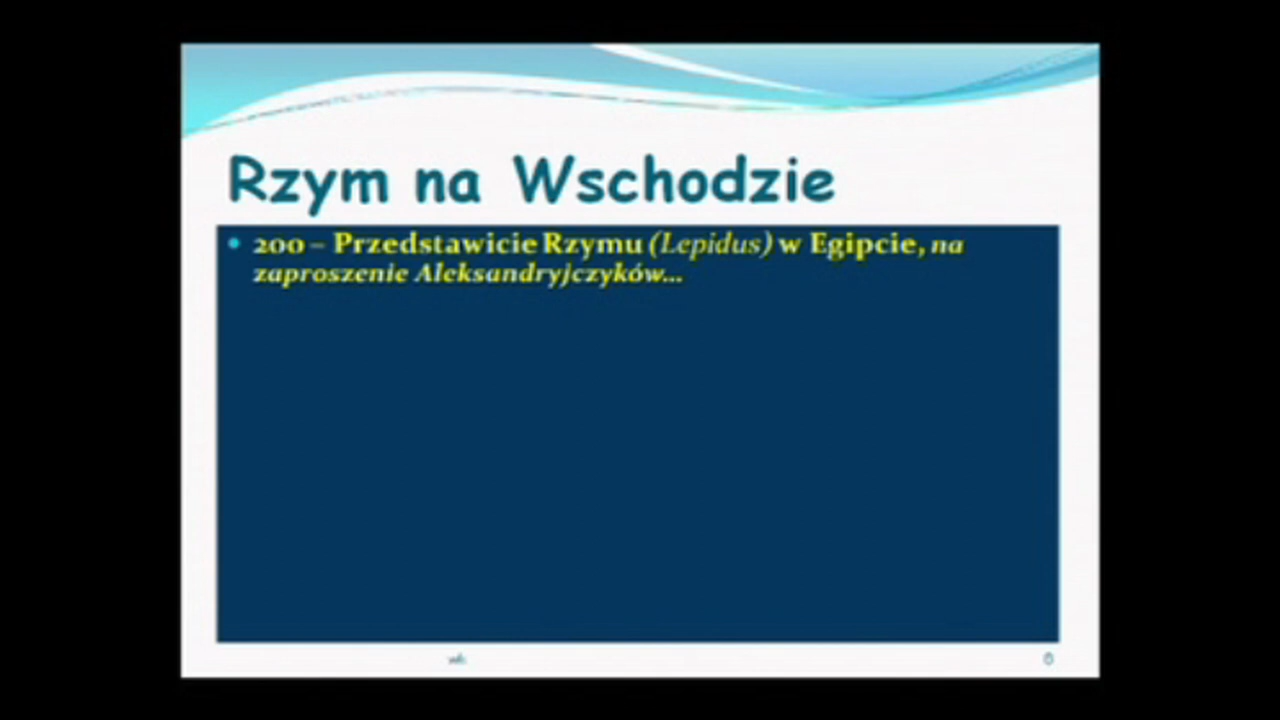 Rzym na Wschodzie
• 200 – Przedstawicie Rzymu (Lepidus) w Egipcie, na
zaproszenie Aleksandryjczyków...